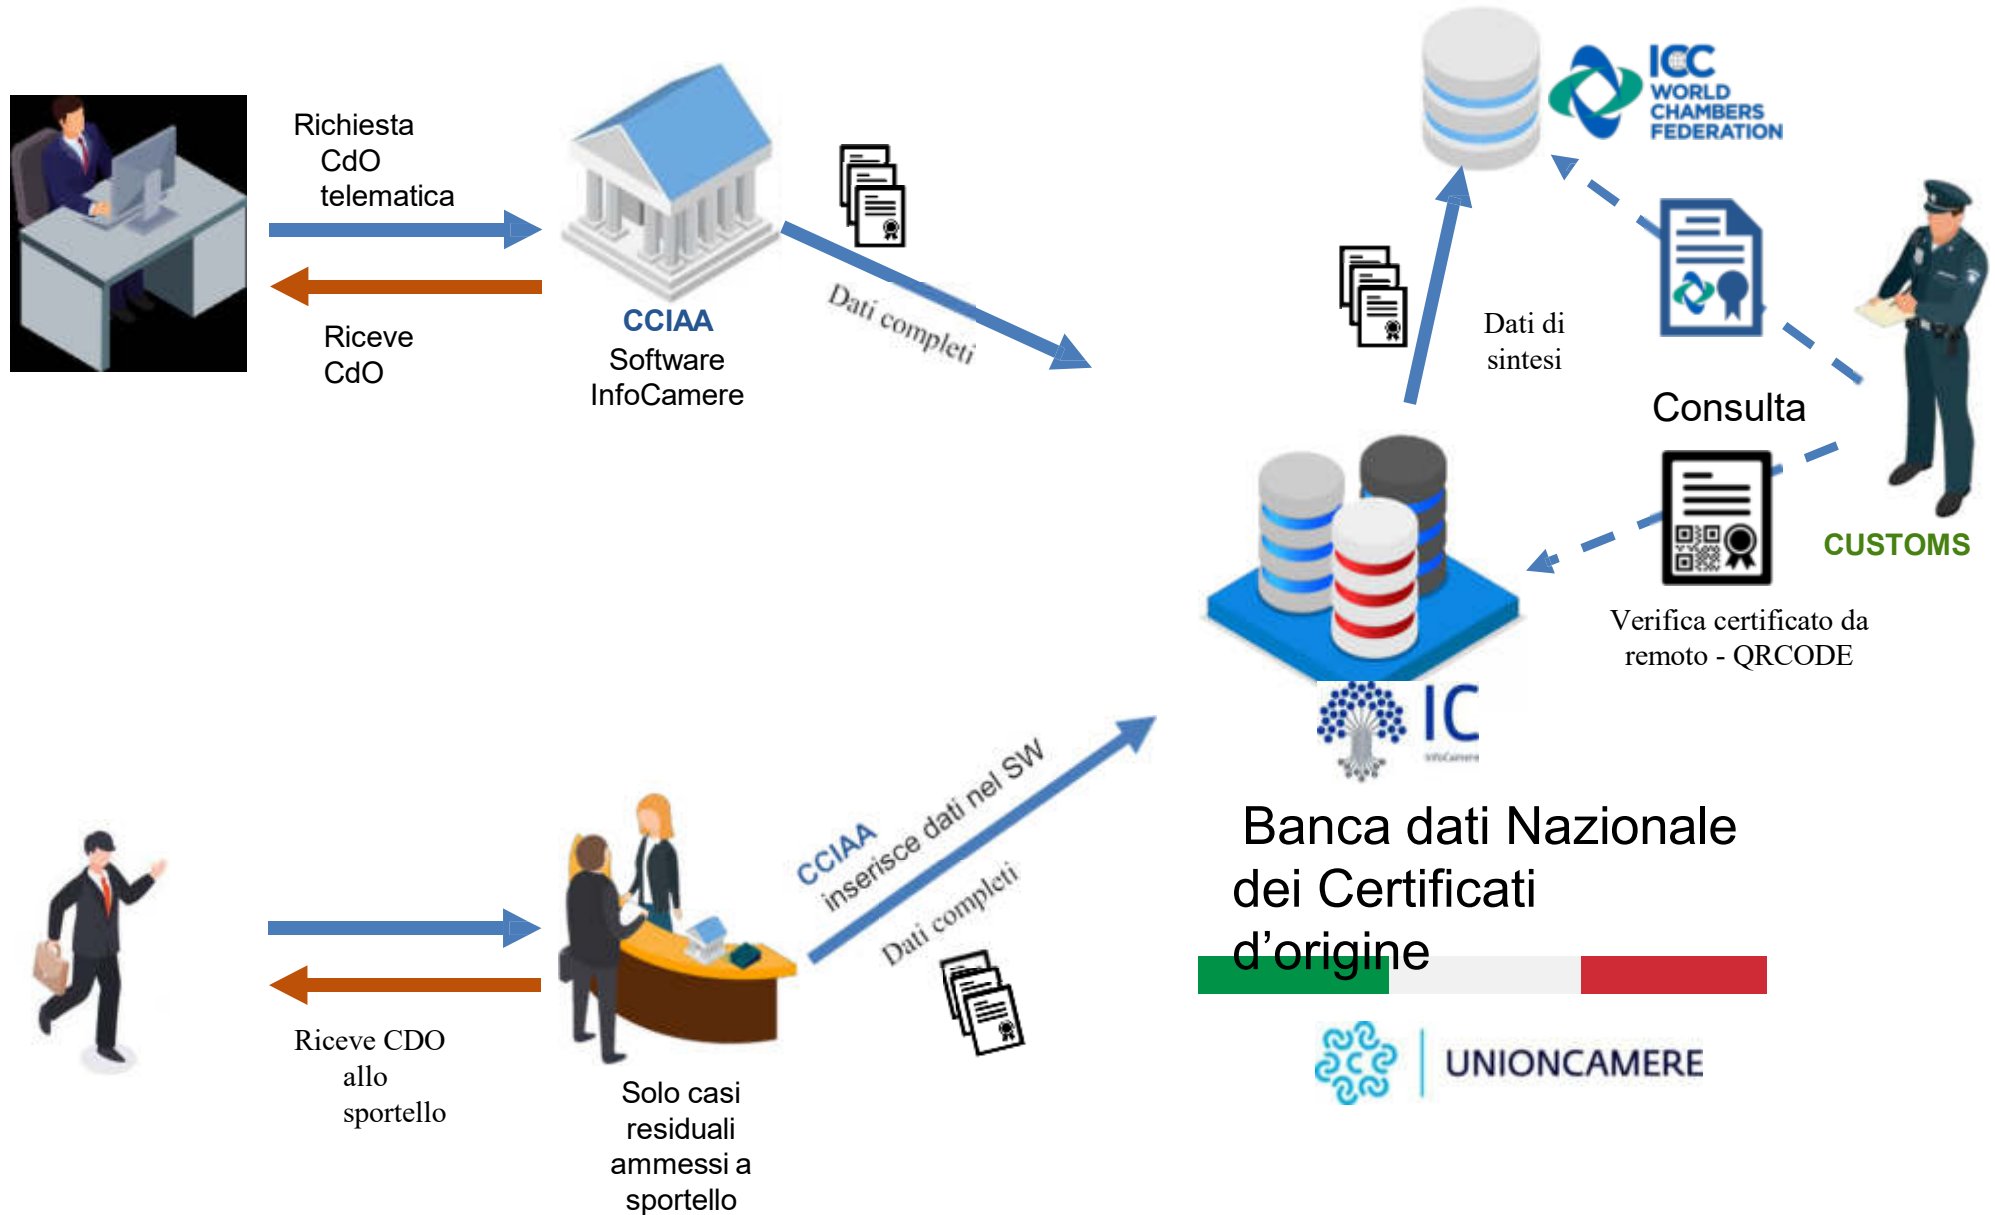 Richiesta
CdO
telematica
Riceve
CdO
CCIAA
Software
InfoCamere
Dati completi
ICC
WORLD
CHAMBERS
FEDERATION
Dati di
sintesi
Consulta
CUSTOMS
Verifica certificato da
remoto - QRCODE
IC
InfoCamere
Banca dati Nazionale
dei Certificati
d’origine
UNIONCAMERE
CCIAA
inserisce dati nel SW
Dati completi
Riceve CDO
allo
sportello
Solo casi
residuali
ammessi a
sportello